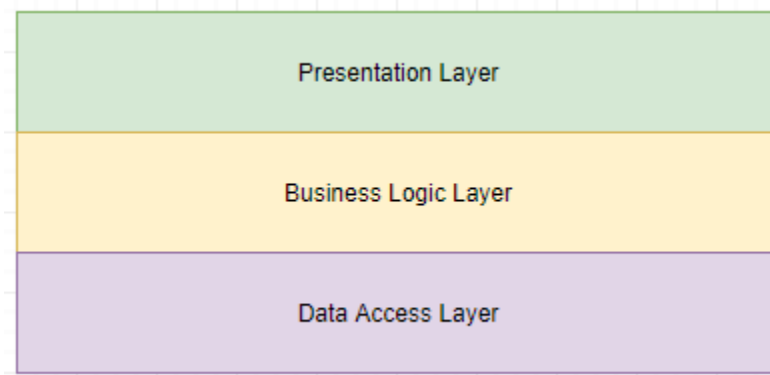 Presentation Layer
Business Logic Layer
Data Access Layer